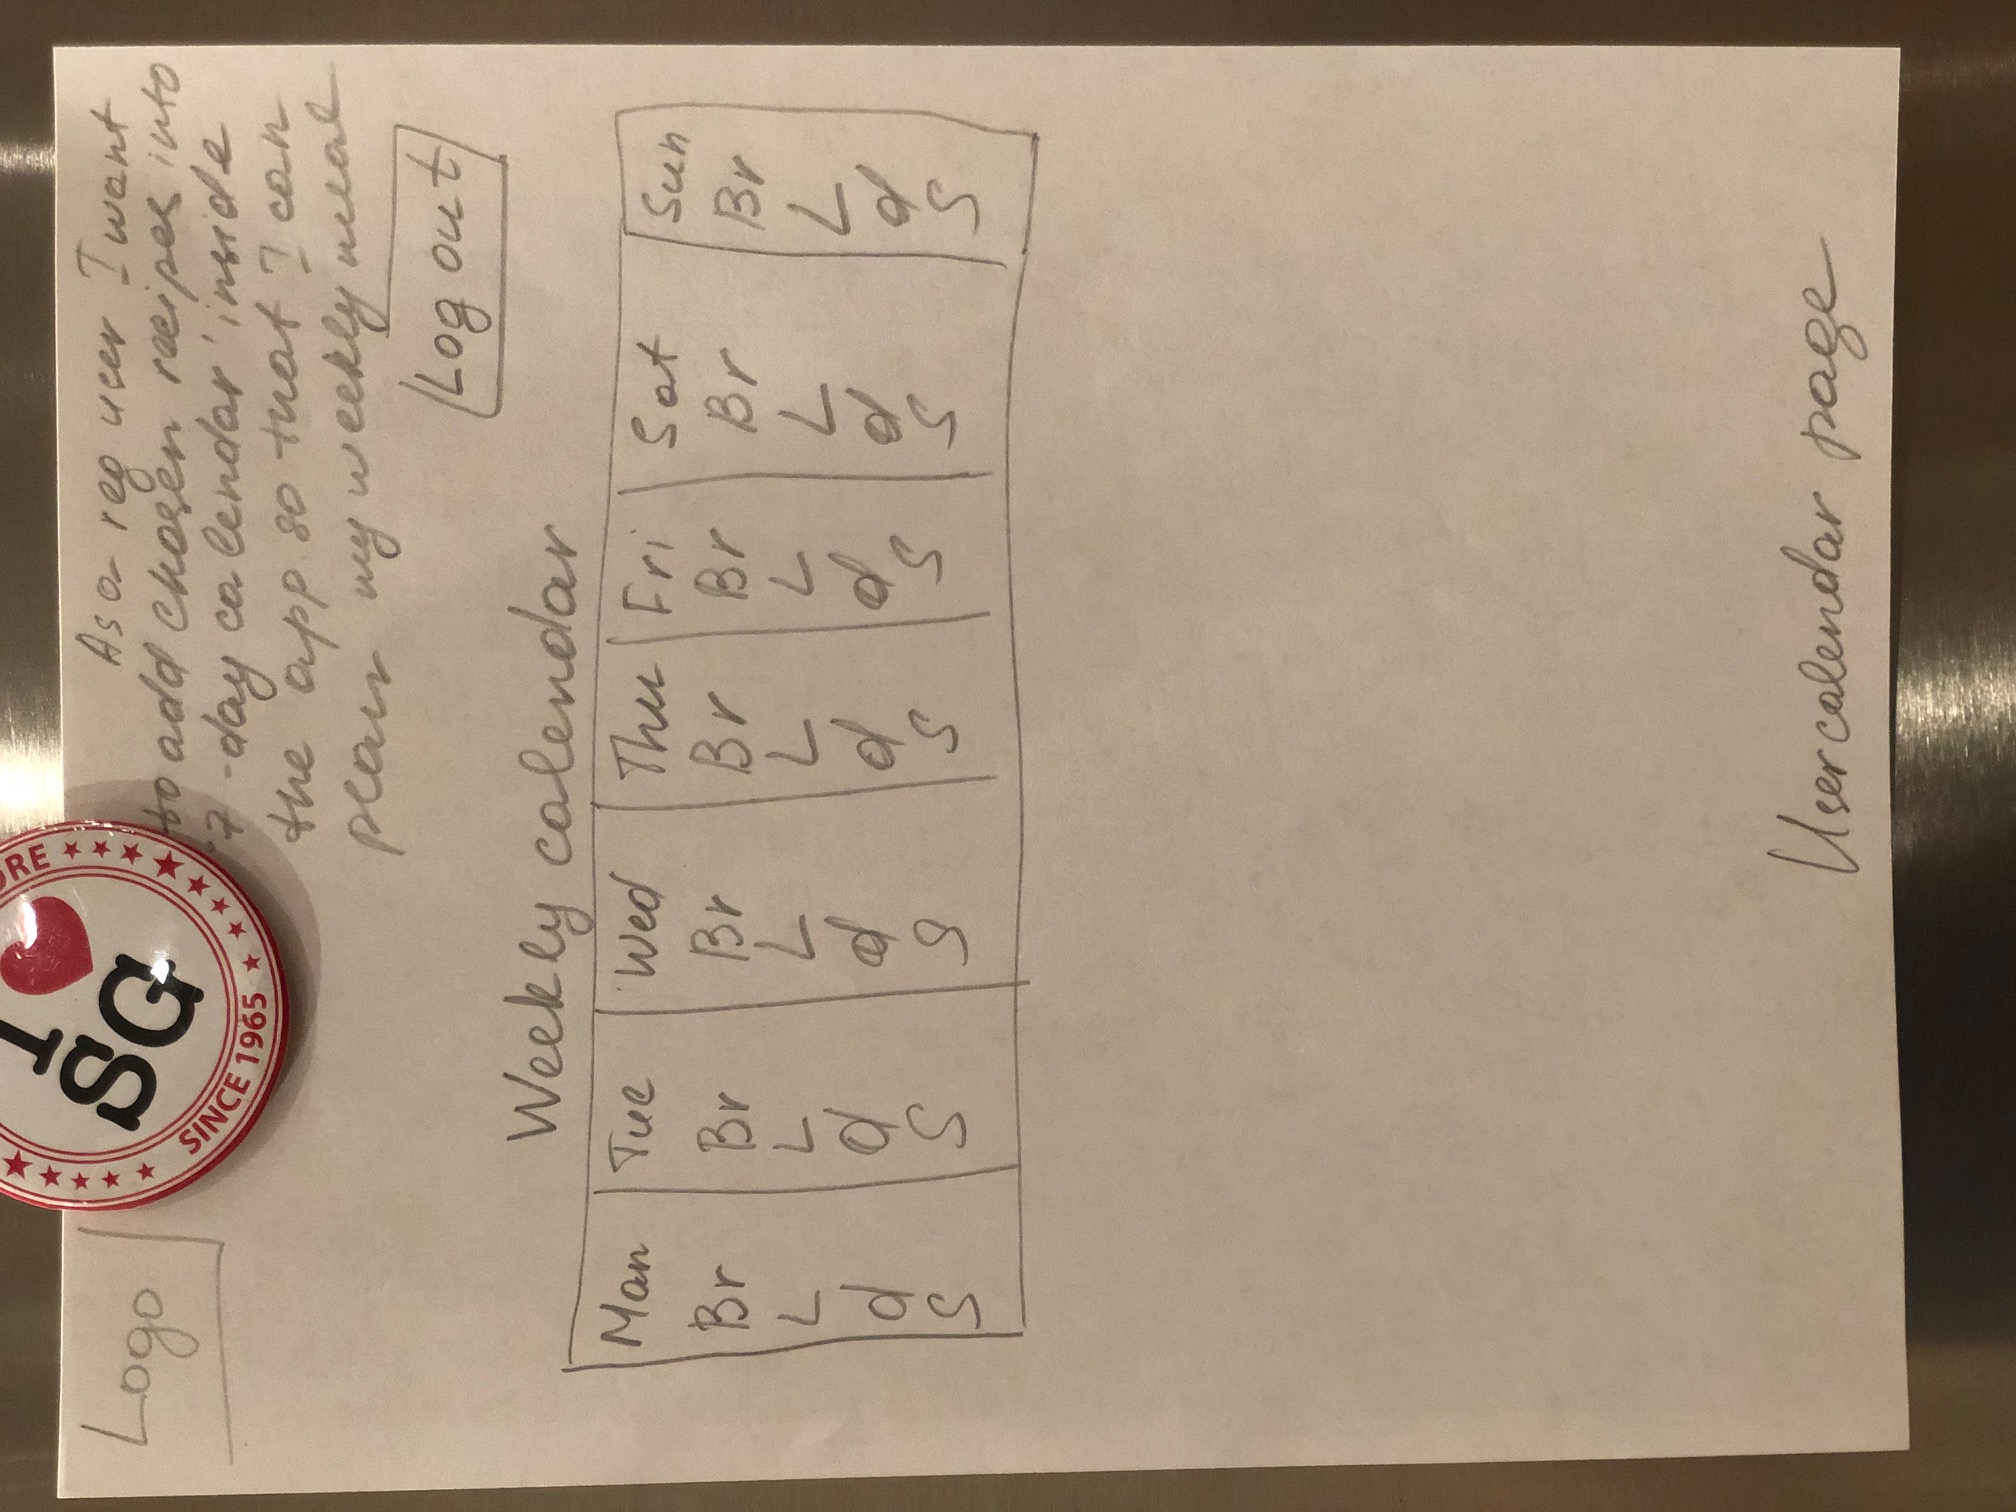 Logo
I
SG
ORE
SINCE 1965
As a reg user I want
to add chosen recipes into
'7-day calendar' inside
the app so that I can
plan my weekly meal
Log out
Weekly calendar
Mon Tue Wed Thu Fri Sat Sun
Br Br Br Br Br Br Br
L L L L L L L
d d d d d d d
S S S S S S S
User calendar page